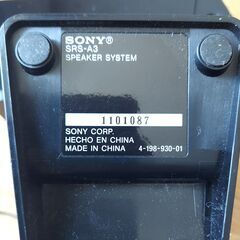 SONY®
SRS-A3
SPEAKER SYSTEM
1101087
SONY CORP.
HECHO EN CHINA
MADE IN CHINA 4-198-930-01